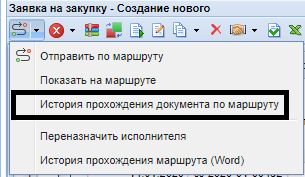 Заявка на закупку - Создание нового
Отправить по маршруту
Показать на маршруте
История прохождения документа по маршруту
Переназначить исполнителя
История прохождения маршрута (Word)